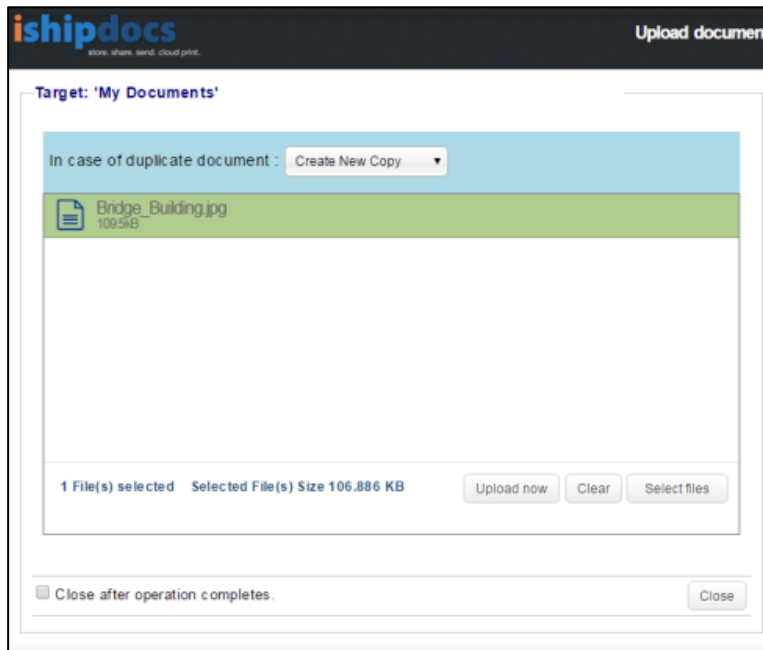 ishipdocs
store. share. send. cloud print.
Upload documen
Target: 'My Documents'
In case of duplicate document : Create New Copy
Bridge_Building.jpg
109.5kB
1 File(s) selected Selected File(s) Size 106.886 KB Upload now Clear Select files
Close after operation completes. Close